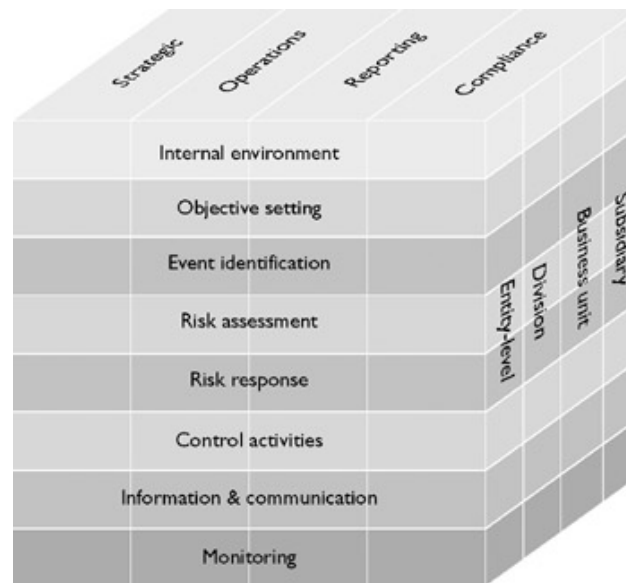 Strategic
Operations
Reporting
Compliance
Internal environment
Objective setting
Event identification
Risk assessment
Risk response
Control activities
Information & communication
Monitoring
Entity-level
Division
Business unit
Subsidiary